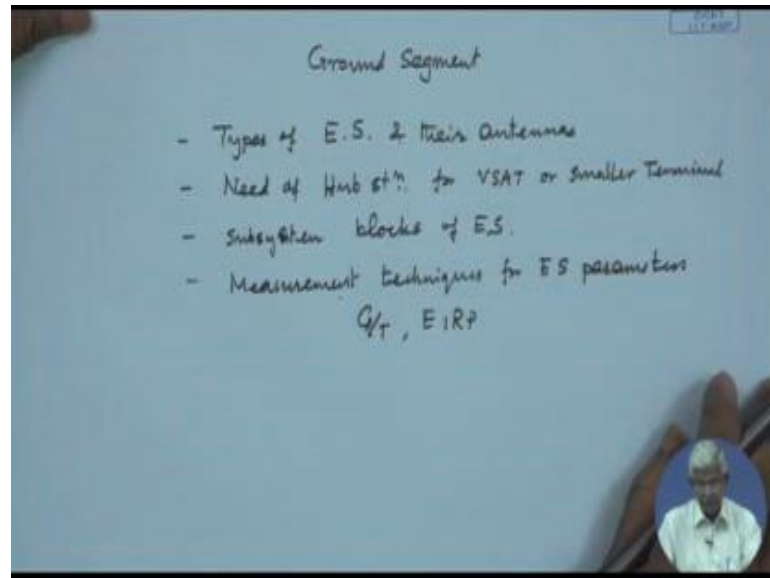 Ground Segment
- Types of E.S. & their antennas
- Need of Hub stn. for VSAT or smaller Terminal
- Subsystem blocks of E.S.
- Measurement techniques for ES parameters
G/T, EIRP